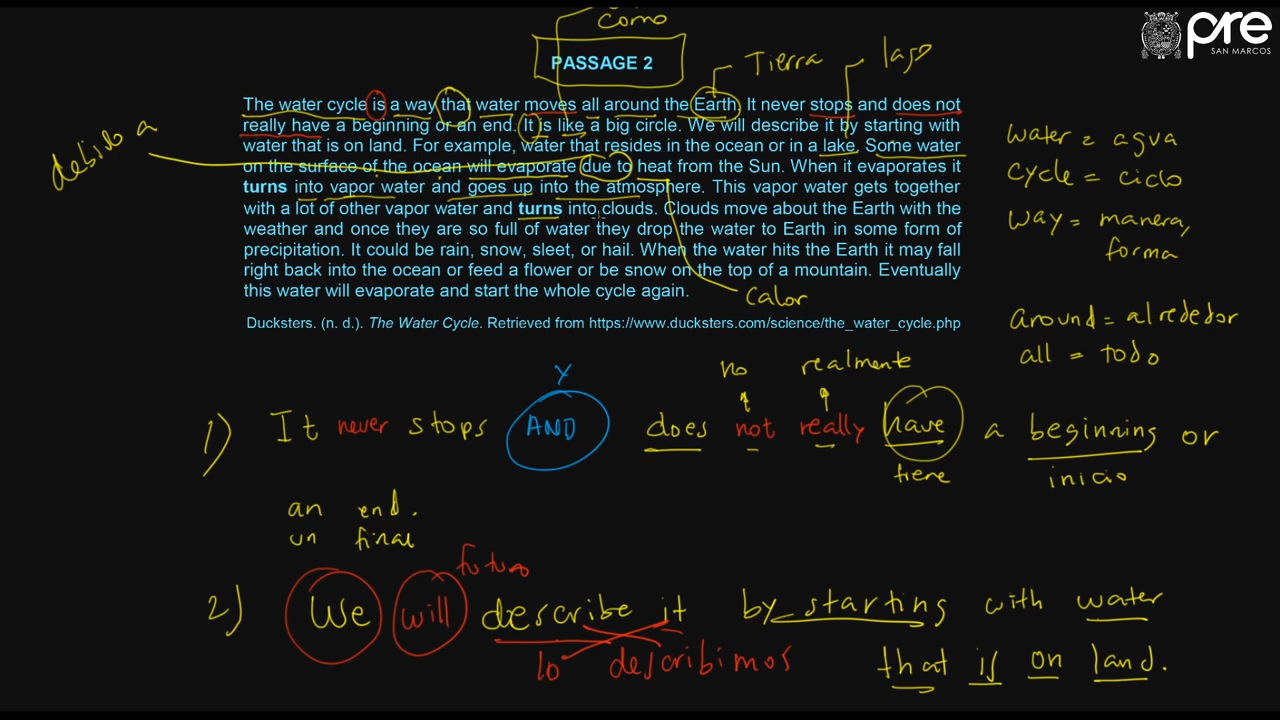 como
pre
SAN MARCOS
PASSAGE 2
Tierra
lago
The water cycle is a way that water moves all around the Earth. It never stops and does not
really have a beginning or an end. It is like a big circle. We will describe it by starting with
water that is on land. For example, water that resides in the ocean or in a lake. Some water
on the surface of the ocean will evaporate due to heat from the Sun. When it evaporates it
turns into vapor water and goes up into the atmosphere. This vapor water gets together
with a lot of other vapor water and turns into clouds. Clouds move about the Earth with the
weather and once they are so full of water they drop the water to Earth in some form of
precipitation. It could be rain, snow, sleet, or hail. When the water hits the Earth it may fall
right back into the ocean or feed a flower or be snow on the top of a mountain. Eventually
this water will evaporate and start the whole cycle again.
Ducksters. (n. d.). The Water Cycle. Retrieved from https://www.ducksters.com/science/the_water_cycle.php
debido a
calor
water = agua
cycle = ciclo
way = manera,
forma
around = alrededor
all = todo
y
no
realmente
1) It never stops AND does not really have a beginning or
tiene
inicio
an end.
un final
futuro
2) We will describe it by starting with water
lo describimos
that is on land.